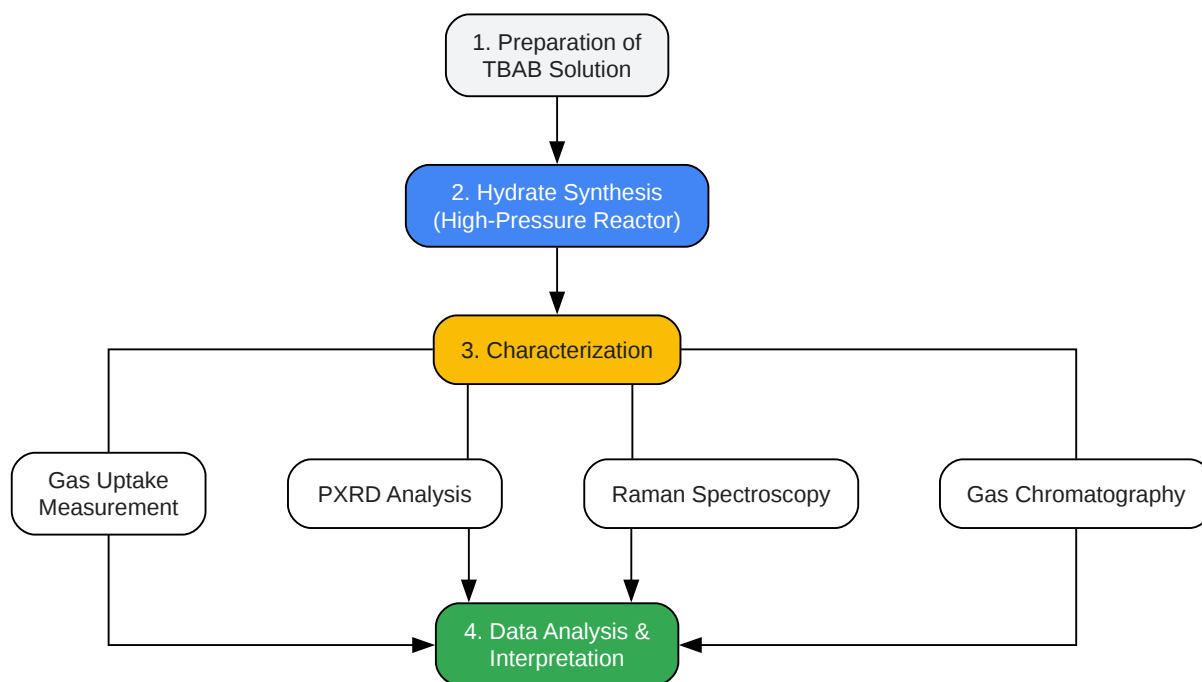 1. Preparation of
TBAB Solution
2. Hydrate Synthesis
(High-Pressure Reactor)
3. Characterization
Gas Uptake
Measurement
PXRD Analysis
Raman Spectroscopy
Gas Chromatography
4. Data Analysis &
Interpretation